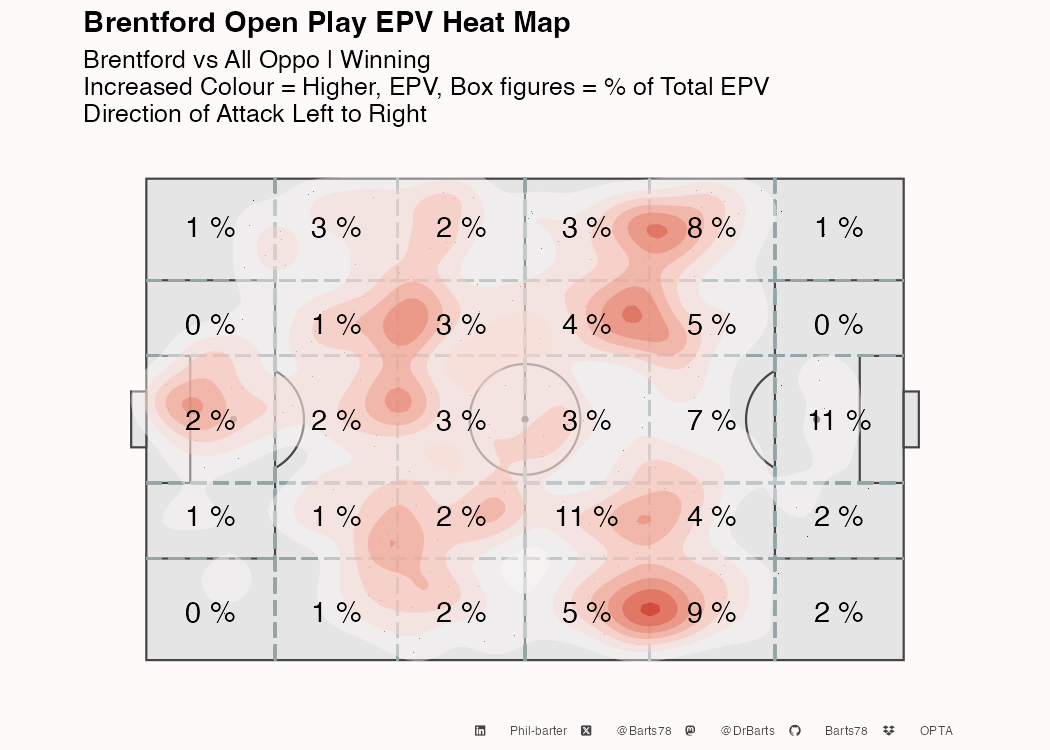 Brentford Open Play EPV Heat Map
Brentford vs All Oppo | Winning
Increased Colour = Higher, EPV, Box figures = % of Total EPV
Direction of Attack Left to Right
1 % 3 % 2 % 3 % 8 % 1 %
0 % 1 % 3 % 4 % 5 % 0 %
2 % 2 % 3 % 3 % 7 % 11 %
1 % 1 % 2 % 11 % 4 % 2 %
0 % 1 % 2 % 5 % 9 % 2 %
Phil-barter @Barts78 @DrBarts Barts78 OPTA